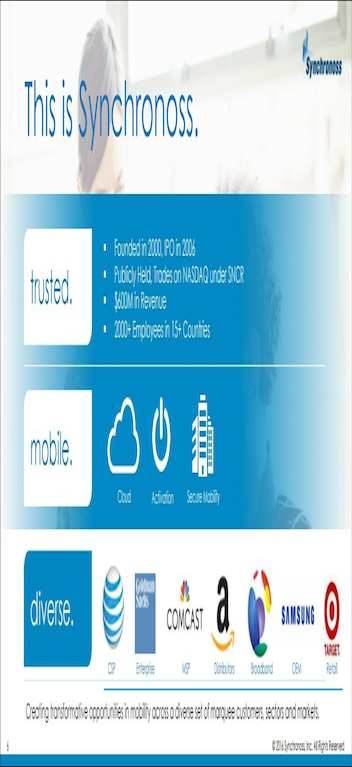 Synchronoss
This is Synchronoss.
trusted.
▪ Founded in 2000, IPO in 2006
▪ Publicly Held, Trades on NASDAQ under SNCR
▪ $600M in Revenue
▪ 2000+ Employees in 15+ Countries
mobile.
Cloud Activation Secure Mobility
diverse.
Goldman
Sachs
COMCAST
a
SAMSUNG
TARGET
CSP Enterprise MSP Distributors Broadband OEM Retail
Creating transformative opportunities in mobility across a diverse set of marquee customers, sectors and markets.
6
© 2016 Synchronoss, Inc. All Rights Reserved